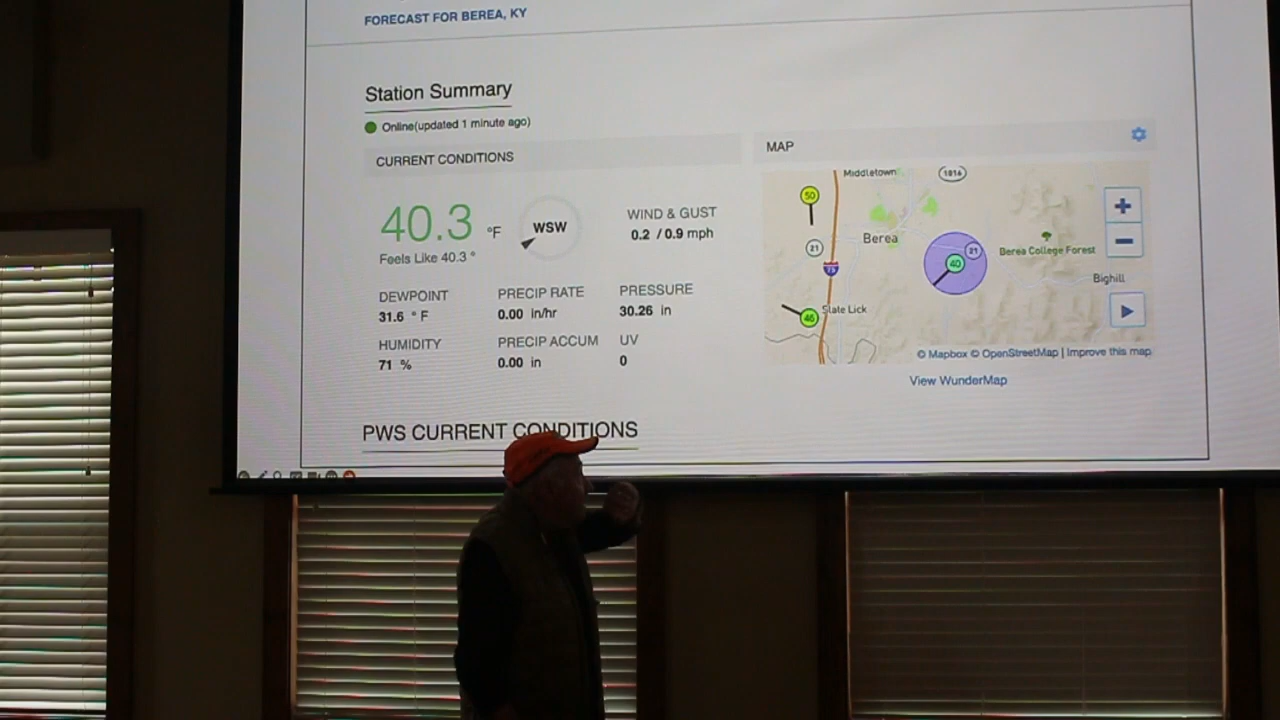 FORECAST FOR BEREA, KY
Station Summary
Online(updated 1 minute ago)
CURRENT CONDITIONS
40.3 °F
Feels Like 40.3 °
WSW
WIND & GUST
0.2 / 0.9 mph
DEWPOINT
31.6 ° F
PRECIP RATE
0.00 in/hr
PRESSURE
30.26 in
HUMIDITY
71 %
PRECIP ACCUM
0.00 in
UV
0
MAP
Middletown
1016
50
21
Berea
21
40
Berea College Forest
75
Bighill
46
Slate Lick
© Mapbox © OpenStreetMap | Improve this map
View WunderMap
PWS CURRENT CONDITIONS